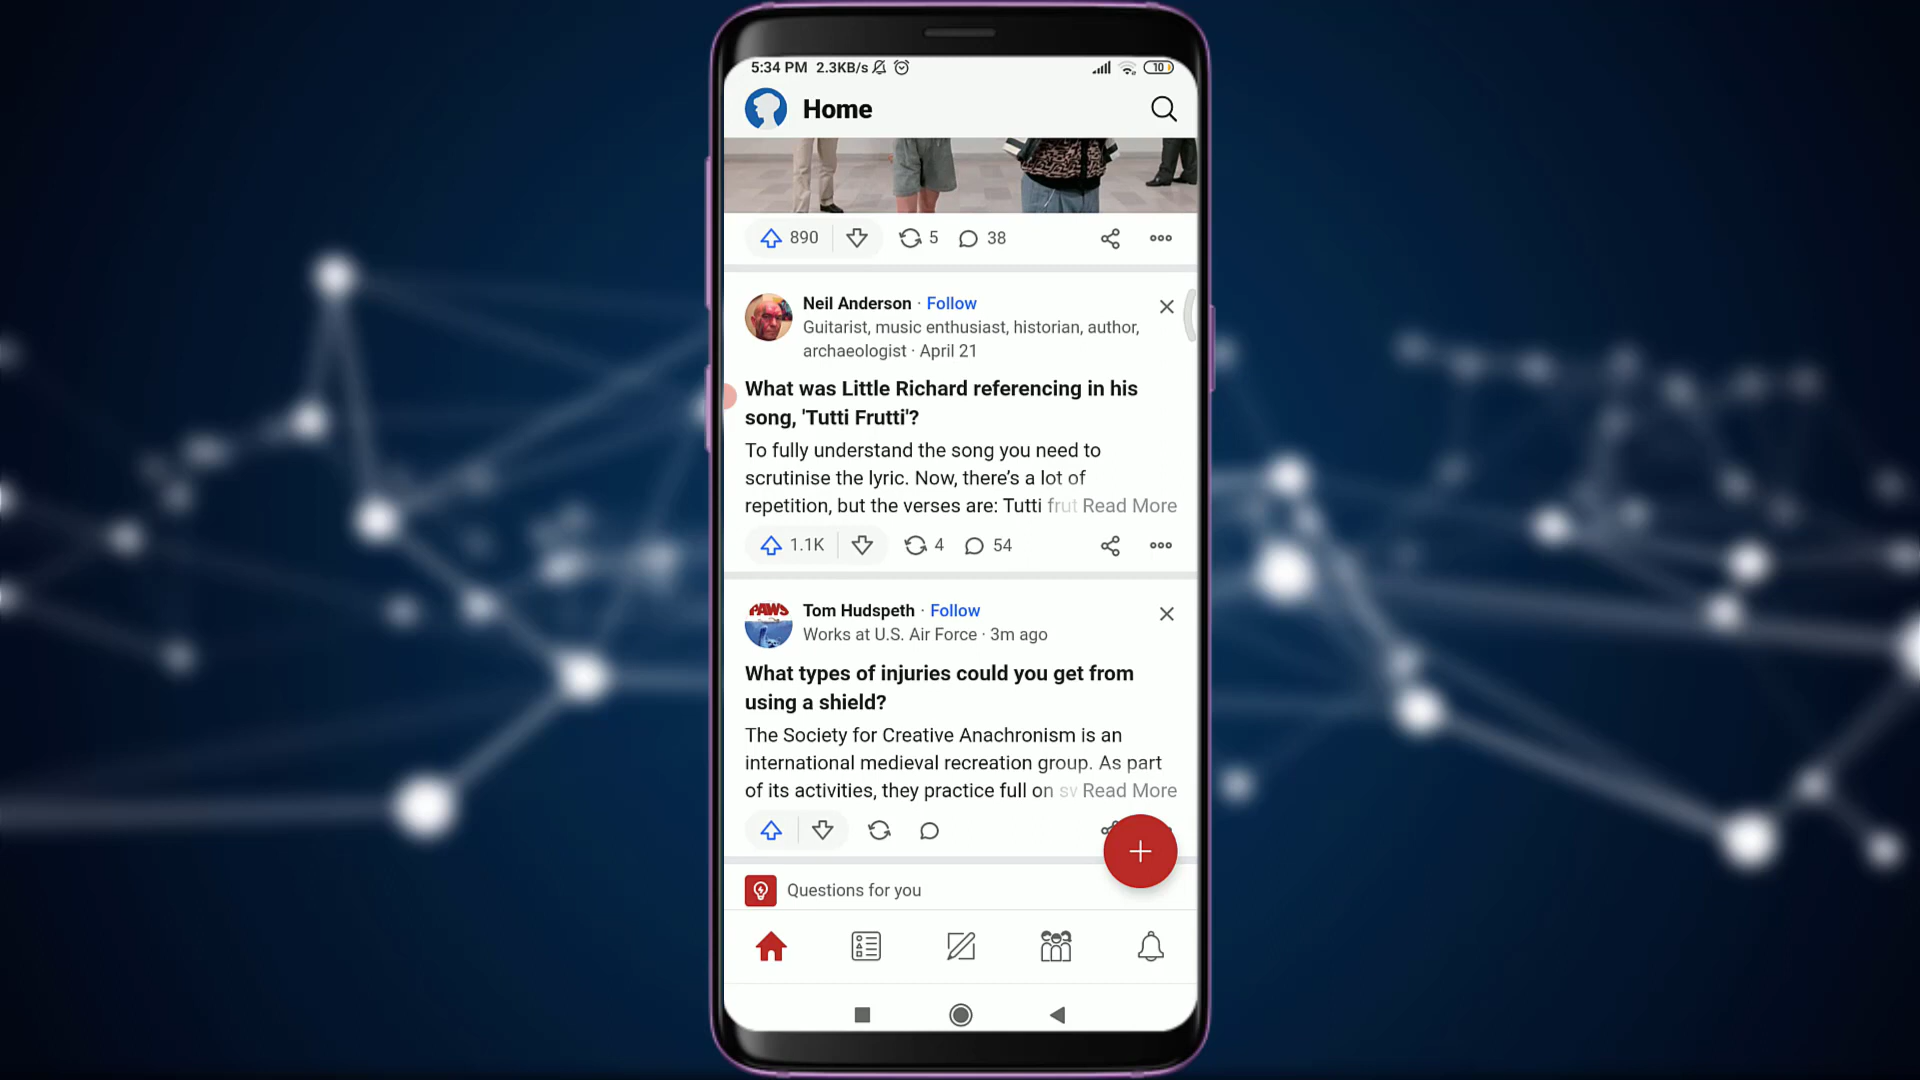 5:34 PM 2.3KB/s 10
Home
890 5 38
Neil Anderson · Follow
Guitarist, music enthusiast, historian, author,
archaeologist · April 21
What was Little Richard referencing in his
song, 'Tutti Frutti'?
To fully understand the song you need to
scrutinise the lyric. Now, there’s a lot of
repetition, but the verses are: Tutti frut Read More
1.1K 4 54
PAWS
Tom Hudspeth · Follow
Works at U.S. Air Force · 3m ago
What types of injuries could you get from
using a shield?
The Society for Creative Anachronism is an
international medieval recreation group. As part
of its activities, they practice full on sv Read More
Questions for you